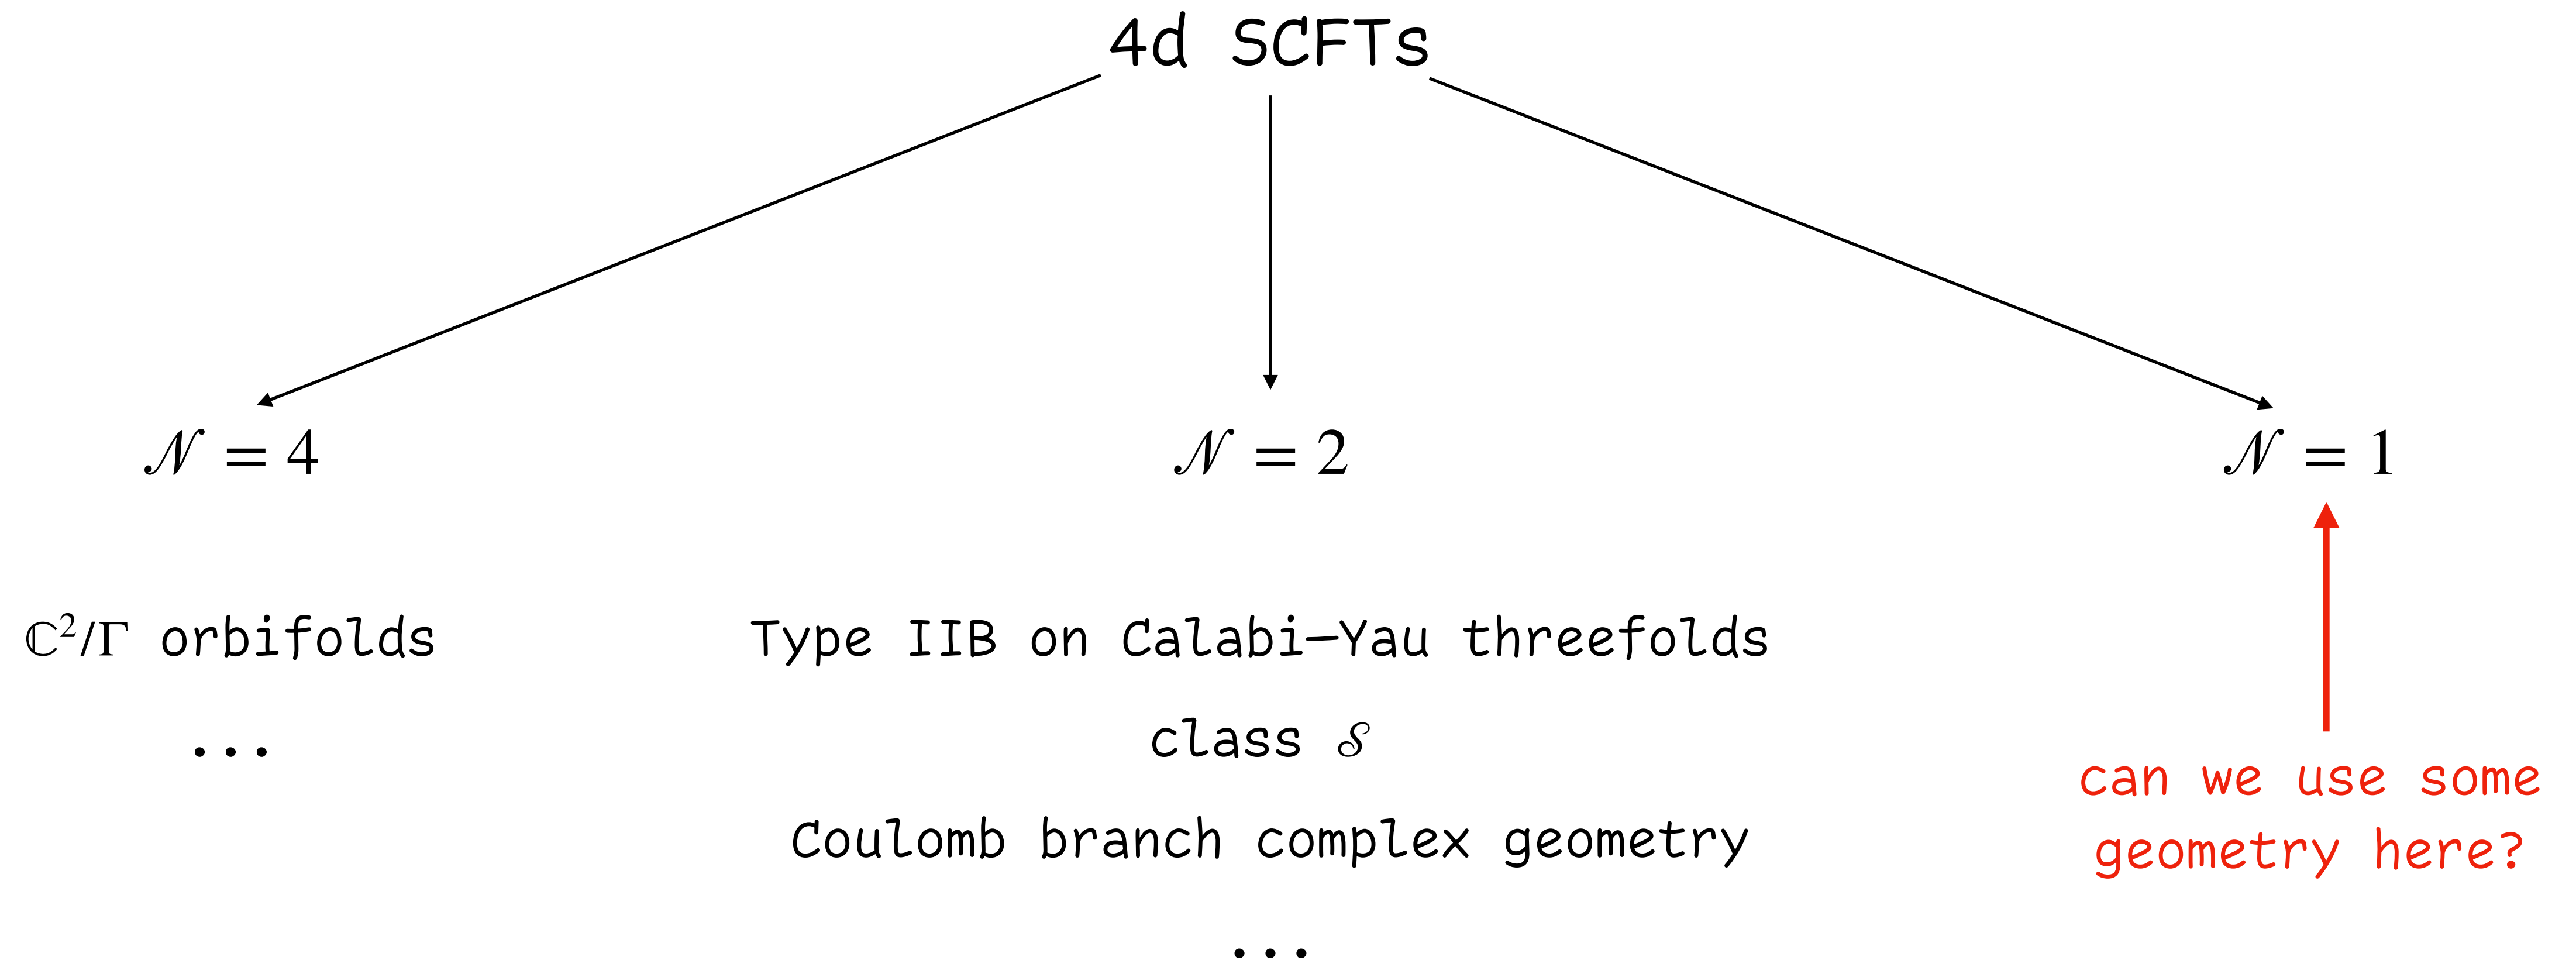 4d SCFTs
𝒩 = 4
𝒩 = 2
𝒩 = 1
ℂ²/Γ orbifolds
Type IIB on Calabi–Yau threefolds
...
class 𝒮
can we use some
geometry here?
Coulomb branch complex geometry
...